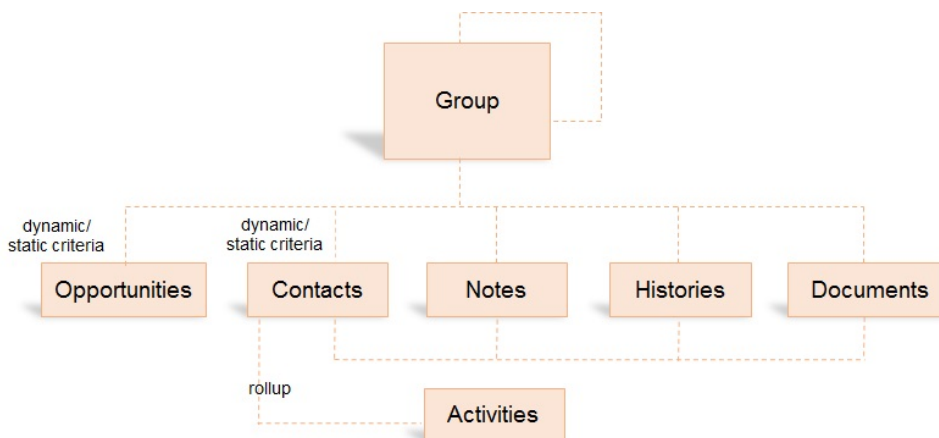 Group
dynamic/
static criteria
dynamic/
static criteria
Opportunities
Contacts
Notes
Histories
Documents
rollup
Activities